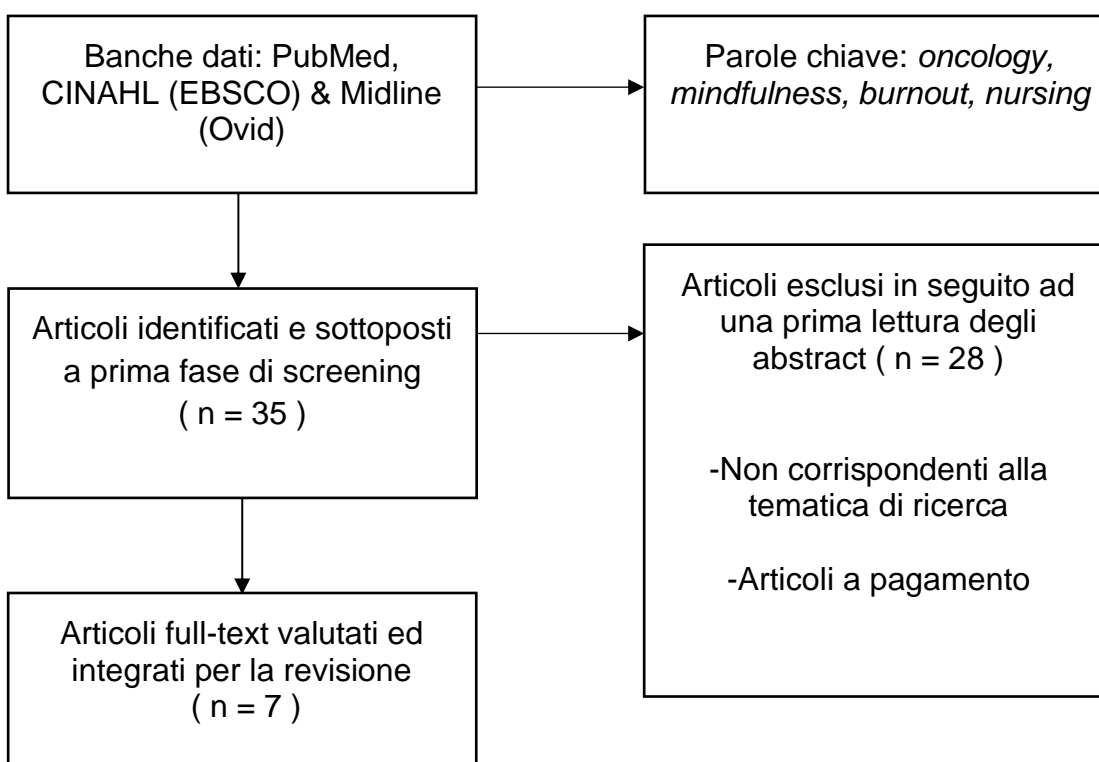 Banche dati: PubMed,
CINAHL (EBSCO) & Midline
(Ovid)
Parole chiave: oncology,
mindfulness, burnout, nursing
Articoli identificati e sottoposti
a prima fase di screening
( n = 35 )
Articoli esclusi in seguito ad
una prima lettura degli
abstract ( n = 28 )
-Non corrispondenti alla
tematica di ricerca
-Articoli a pagamento
Articoli full-text valutati ed
integrati per la revisione
( n = 7 )